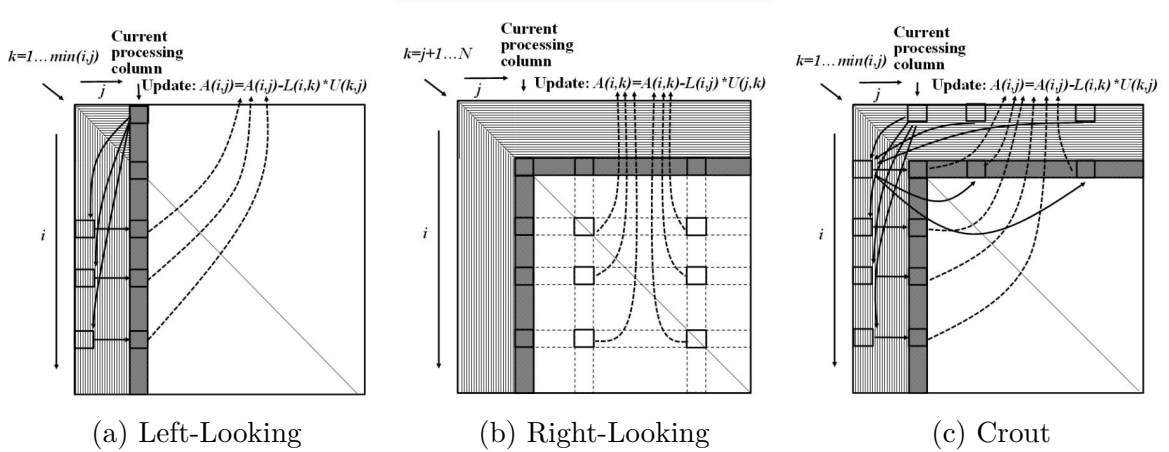 k=1…min(i,j)
Current
processing
column
j
Update: A(i,j)=A(i,j)-L(i,k)*U(k,j)
i
(a) Left-Looking
k=j+1…N
Current
processing
column
j
Update: A(i,k)=A(i,k)-L(i,j)*U(j,k)
i
(b) Right-Looking
k=1…min(i,j)
Current
processing
column
j
Update: A(i,j)=A(i,j)-L(i,k)*U(k,j)
i
(c) Crout